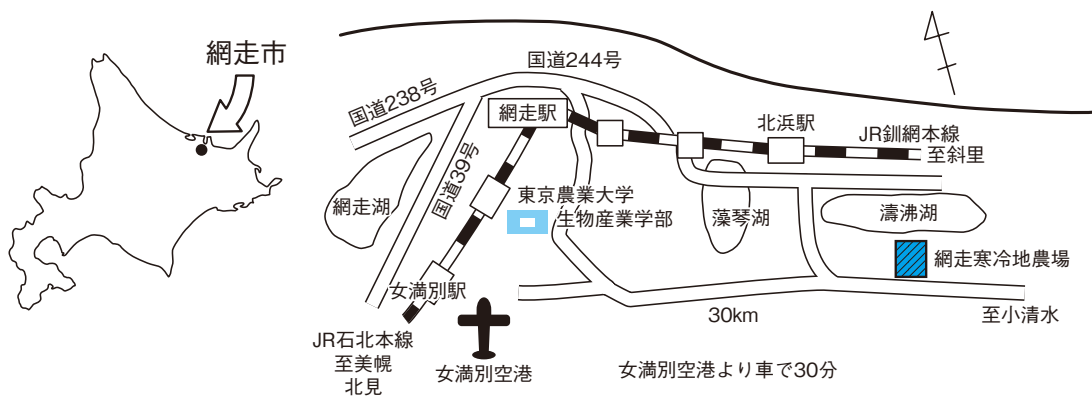 網走市
国道244号
国道238号
網走駅
北浜駅
JR釧網本線
至斜里
国道39号
網走湖
東京農業大学
生物産業学部
藻琴湖
濤沸湖
網走寒冷地農場
女満別駅
30km
至小清水
JR石北本線
至美幌
北見
女満別空港
女満別空港より車で30分